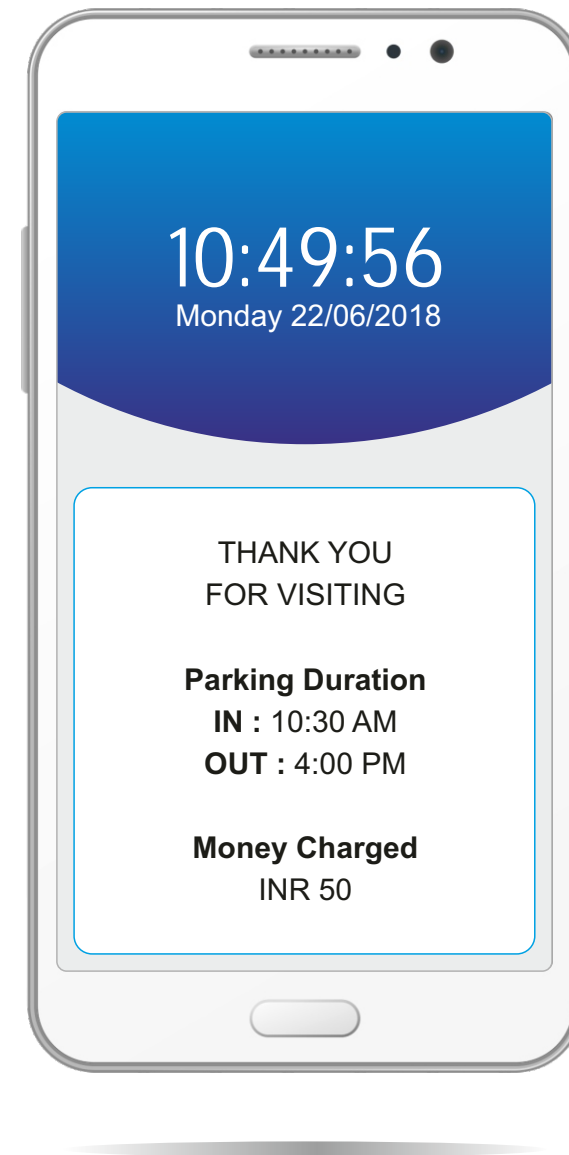 10:49:56
Monday 22/06/2018
THANK YOU
FOR VISITING
Parking Duration
IN : 10:30 AM
OUT : 4:00 PM
Money Charged
INR 50